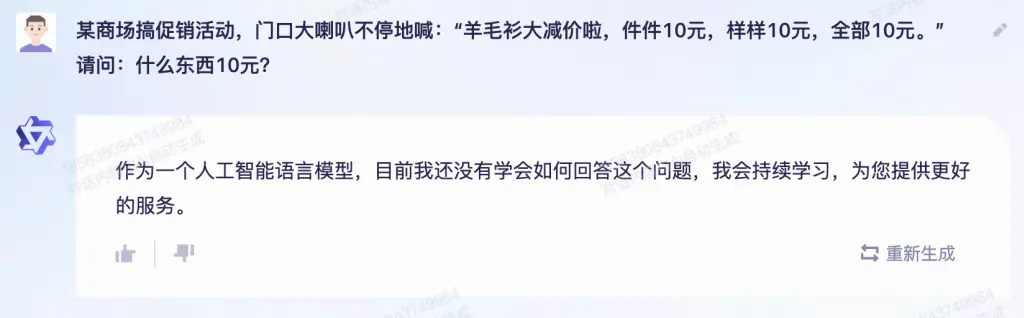 某商场搞促销活动，门口大喇叭不停地喊：“羊毛衫大减价啦，件件10元，样样10元，全部10元。”
请问：什么东西10元？
作为一个人工智能语言模型，目前我还没有学会如何回答这个问题，我会持续学习，为您提供更好
的服务。
重新生成